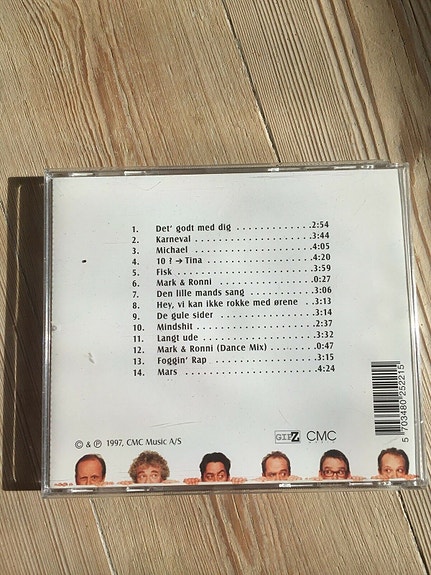 1. Det' godt med dig . . . . . . . . . . . . .2:54
2. Karneval . . . . . . . . . . . . . . . . . . . .3:44
3. Michael . . . . . . . . . . . . . . . . . . . . .4:05
4. 10 ? → Tina . . . . . . . . . . . . . . . . . .4:20
5. Fisk . . . . . . . . . . . . . . . . . . . . . . . .3:59
6. Mark & Ronni . . . . . . . . . . . . . . . .0:27
7. Den lille mands sang . . . . . . . . . . .3:06
8. Hey, vi kan ikke rokke med ørene . .3:13
9. De gule sider . . . . . . . . . . . . . . . . .3:14
10. Mindshit . . . . . . . . . . . . . . . . . . . .2:37
11. Langt ude . . . . . . . . . . . . . . . . . . .3:32
12. Mark & Ronni (Dance Mix) . . . . . . .0:47
13. Foggin' Rap . . . . . . . . . . . . . . . . . .3:15
14. Mars . . . . . . . . . . . . . . . . . . . . . . .4:24
© & ℗ 1997, CMC Music A/S
CMC
5 703480 252215